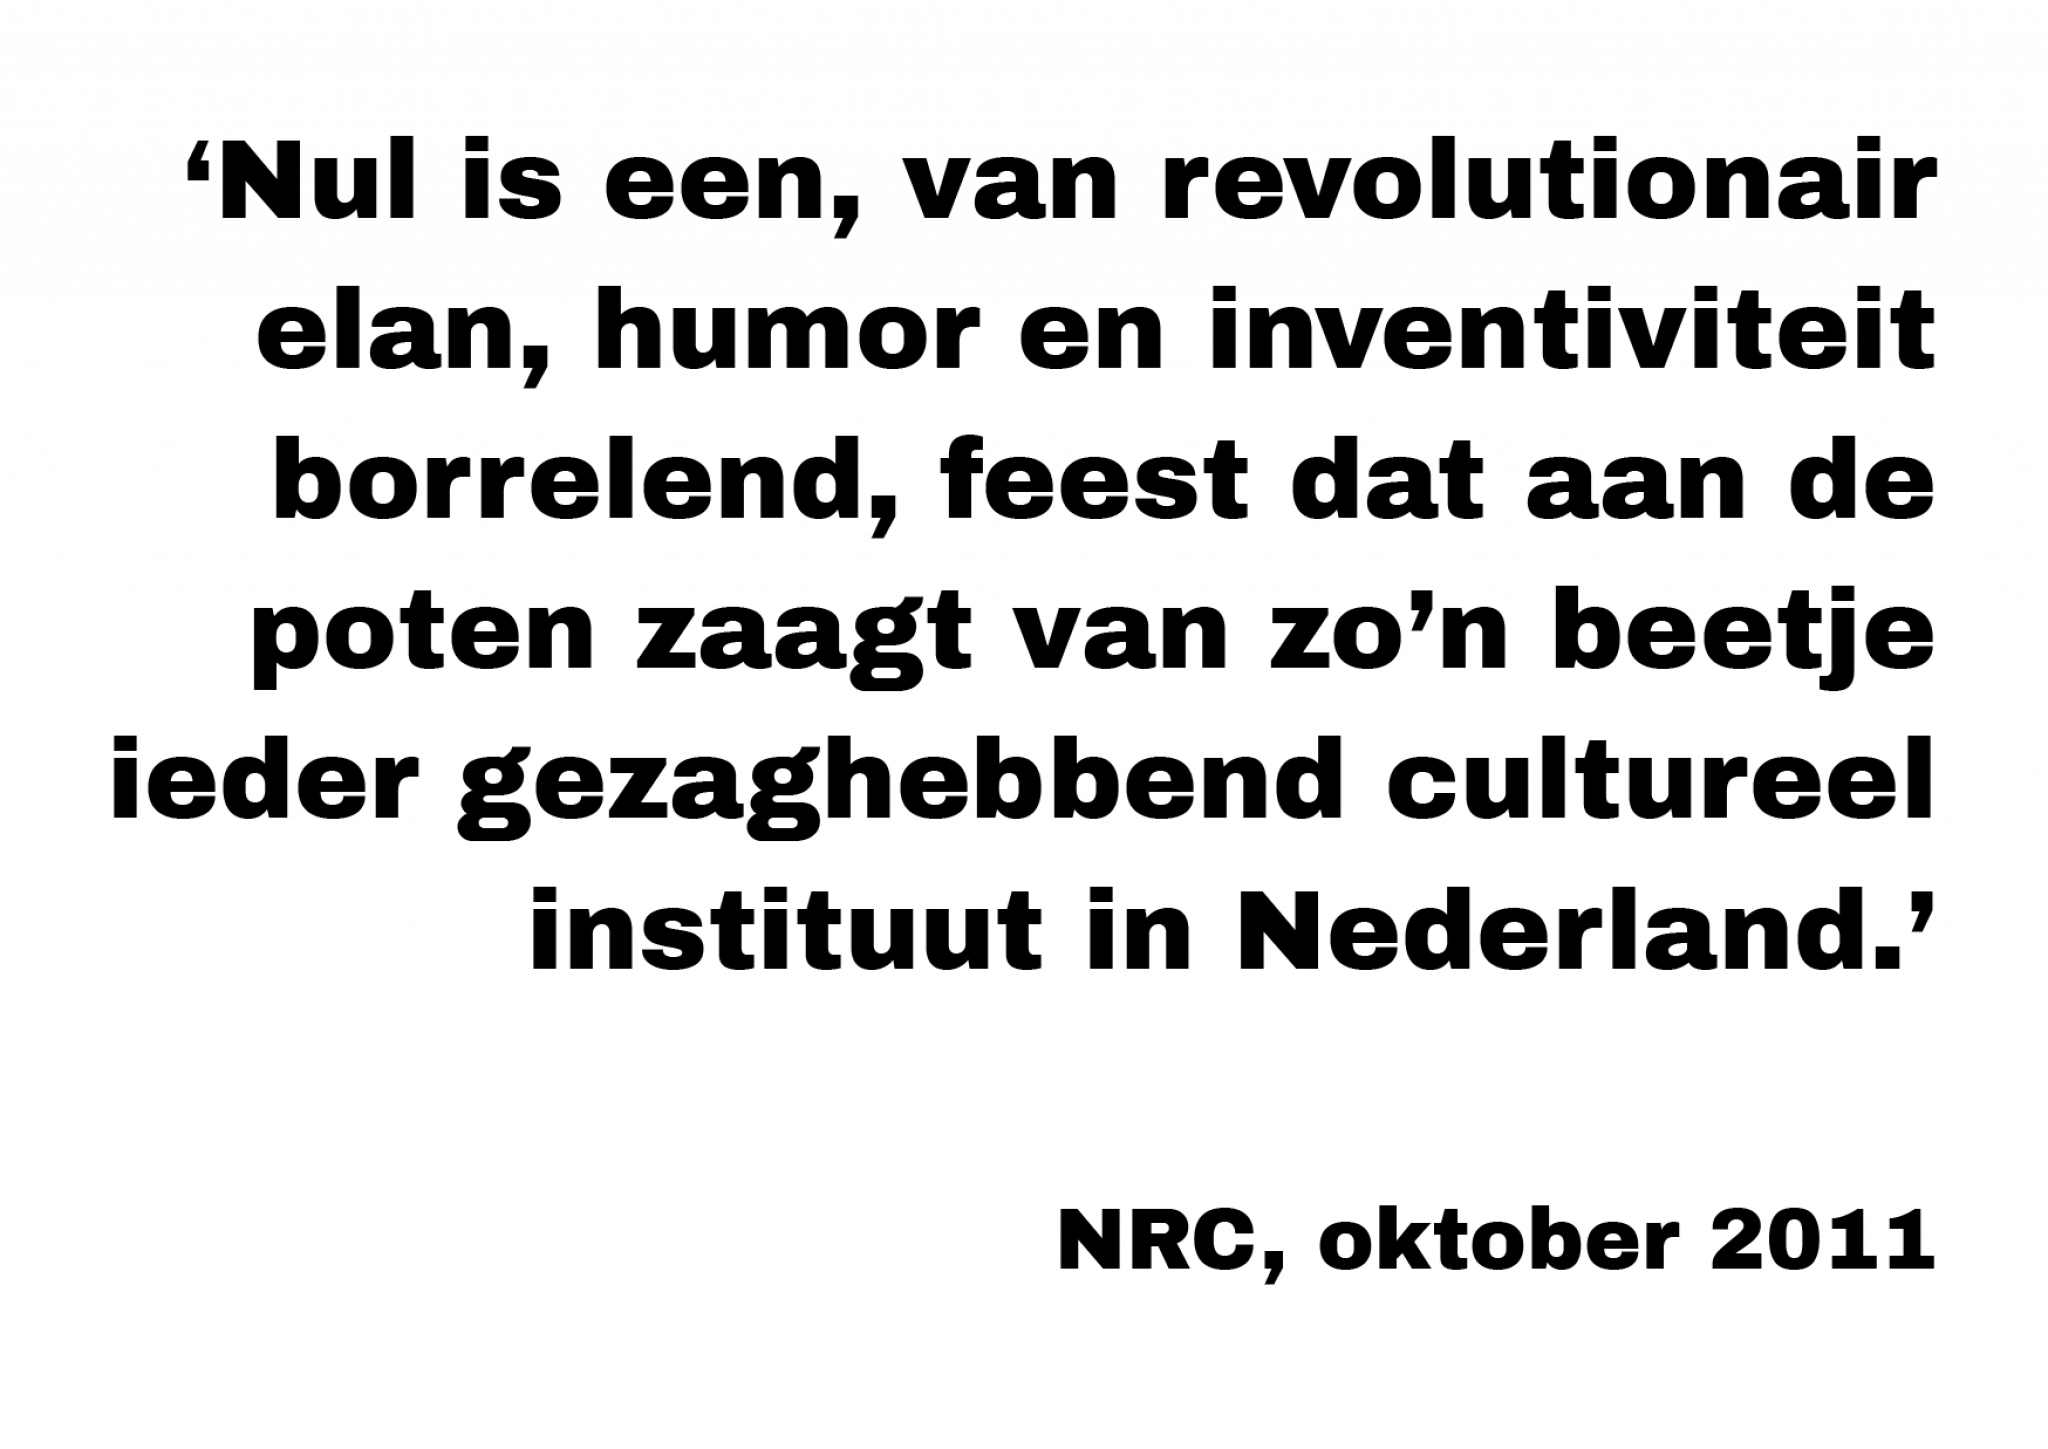 ‘Nul is een, van revolutionair
elan, humor en inventiviteit
borrelend, feest dat aan de
poten zaagt van zo’n beetje
ieder gezaghebbend cultureel
instituut in Nederland.’
NRC, oktober 2011